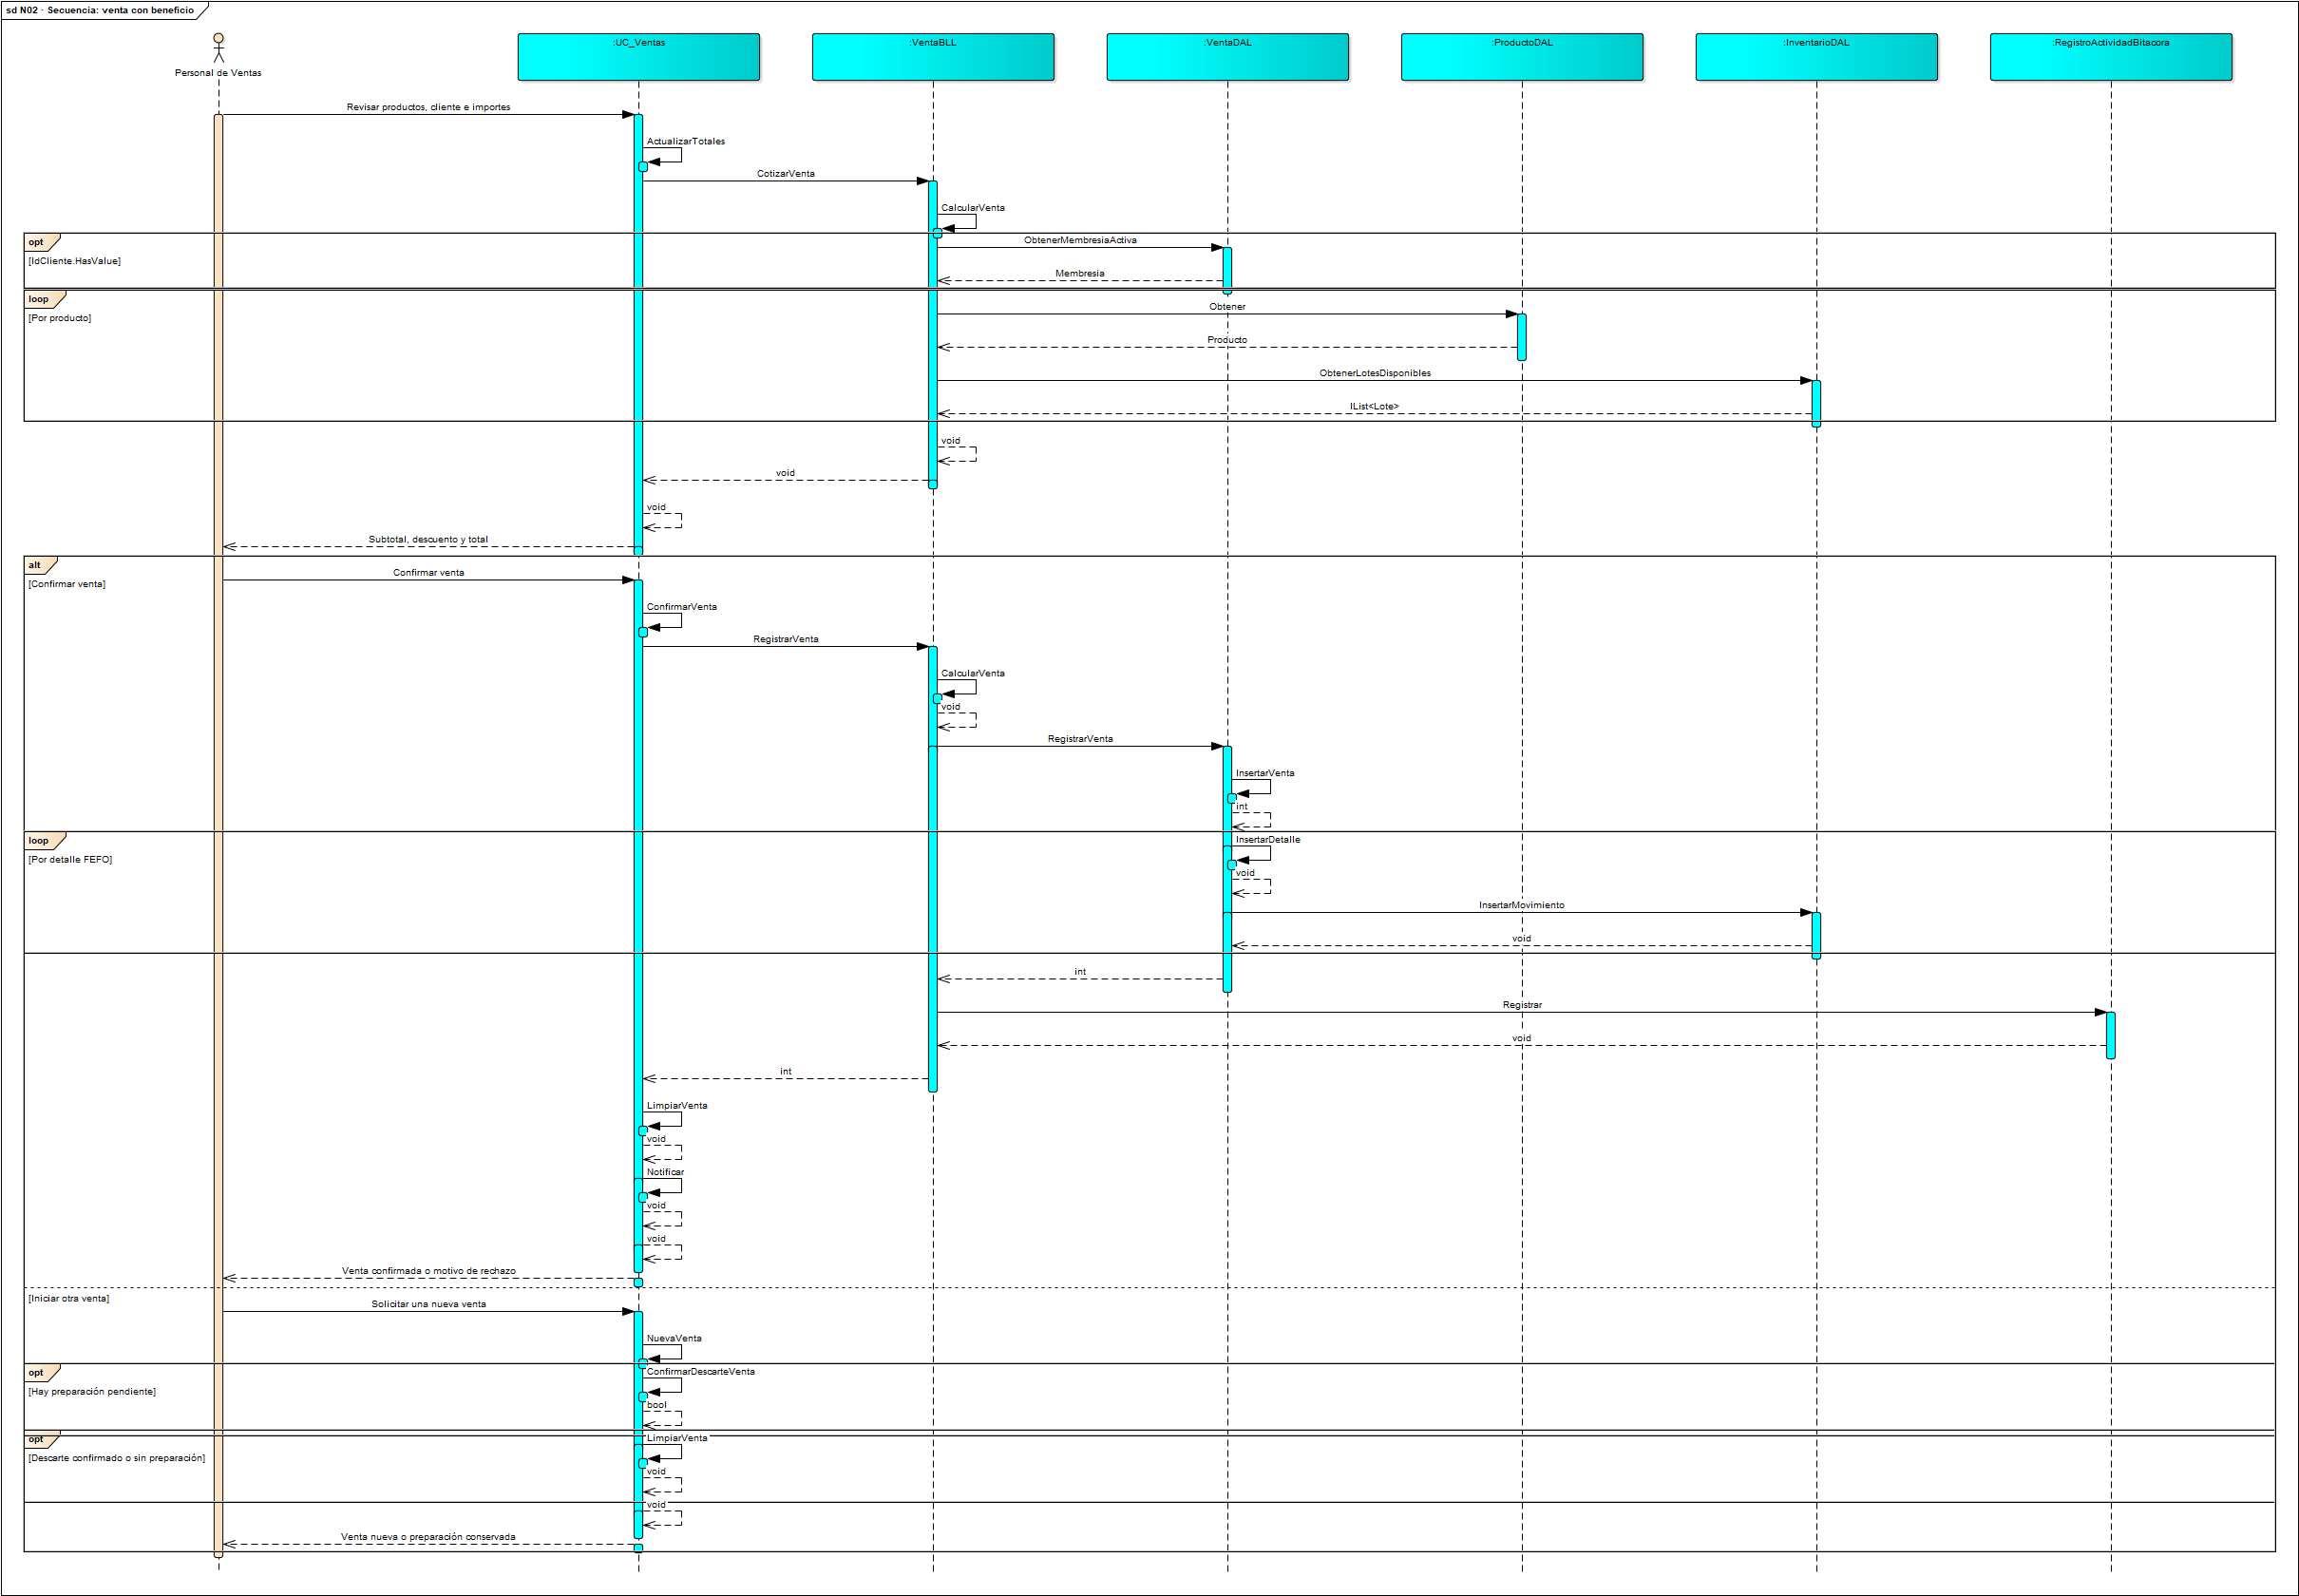 sd N02 · Secuencia: venta con beneficio
Personal de Ventas
:UC_Ventas
:VentaBLL
:VentaDAL
:ProductoDAL
:InventarioDAL
:RegistroActividadBitacora
Revisar productos, cliente e importes
ActualizarTotales
CotizarVenta
CalcularVenta
opt
[IdCliente.HasValue]
ObtenerMembresiaActiva
Membresia
loop
[Por producto]
Obtener
Producto
ObtenerLotesDisponibles
IList<Lote>
void
void
void
Subtotal, descuento y total
alt
[Confirmar venta]
Confirmar venta
ConfirmarVenta
RegistrarVenta
CalcularVenta
void
RegistrarVenta
InsertarVenta
int
loop
[Por detalle FEFO]
InsertarDetalle
void
InsertarMovimiento
void
int
Registrar
void
int
LimpiarVenta
void
Notificar
void
void
Venta confirmada o motivo de rechazo
[Iniciar otra venta]
Solicitar una nueva venta
NuevaVenta
opt
[Hay preparación pendiente]
ConfirmarDescarteVenta
bool
opt
[Descarte confirmado o sin preparación]
LimpiarVenta
void
void
Venta nueva o preparación conservada